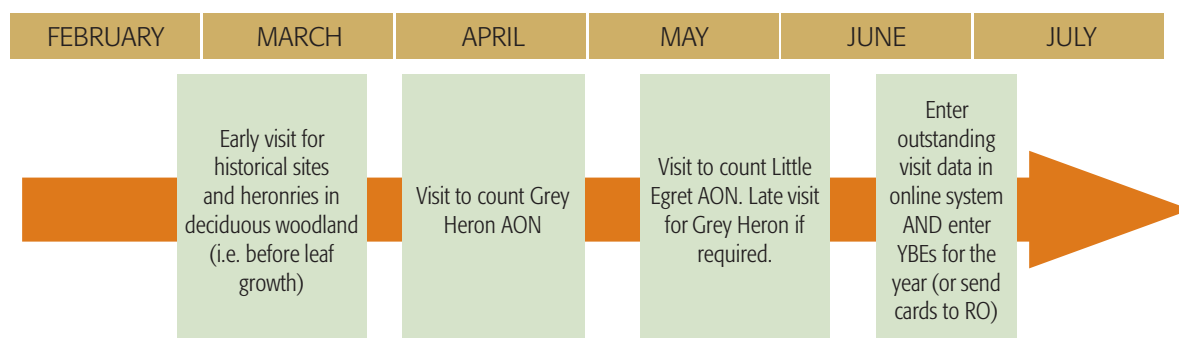 FEBRUARY
MARCH
APRIL
MAY
JUNE
JULY
Early visit for
historical sites
and heronries in
deciduous woodland
(i.e. before leaf
growth)
Visit to count Grey
Heron AON
Visit to count Little
Egret AON. Late visit
for Grey Heron if
required.
Enter
outstanding
visit data in
online system
AND enter
YBEs for the
year (or send
cards to RO)